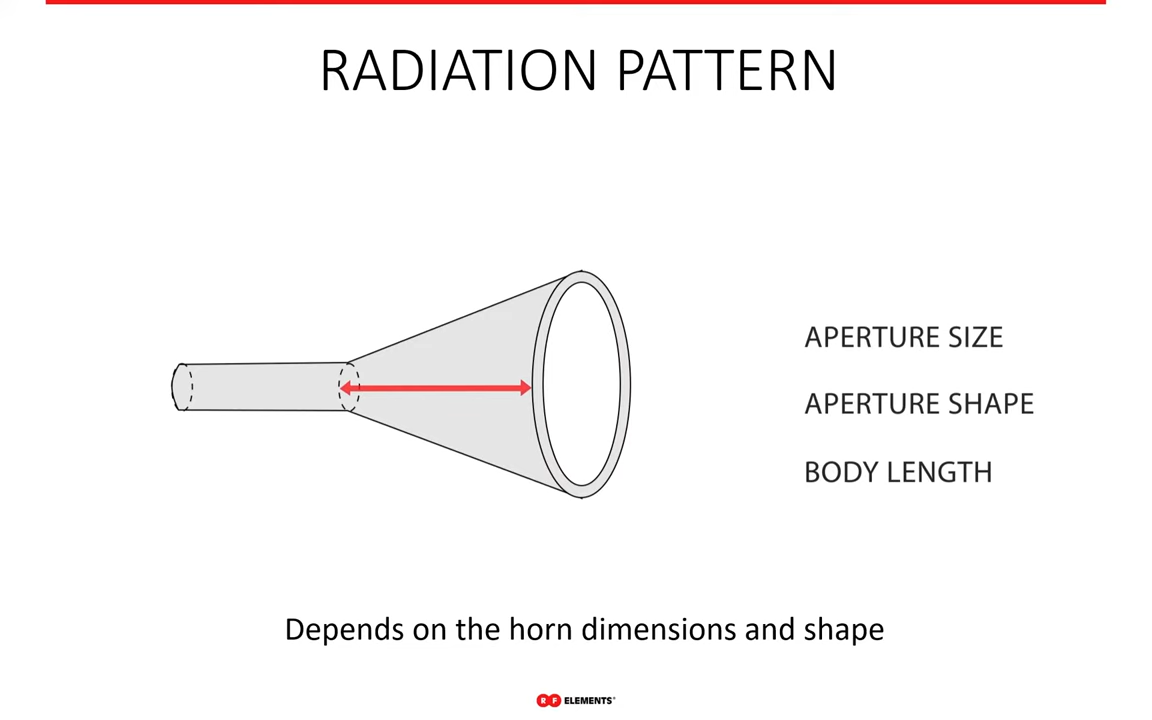 RADIATION PATTERN
APERTURE SIZE
APERTURE SHAPE
BODY LENGTH
Depends on the horn dimensions and shape
RF ELEMENTS®